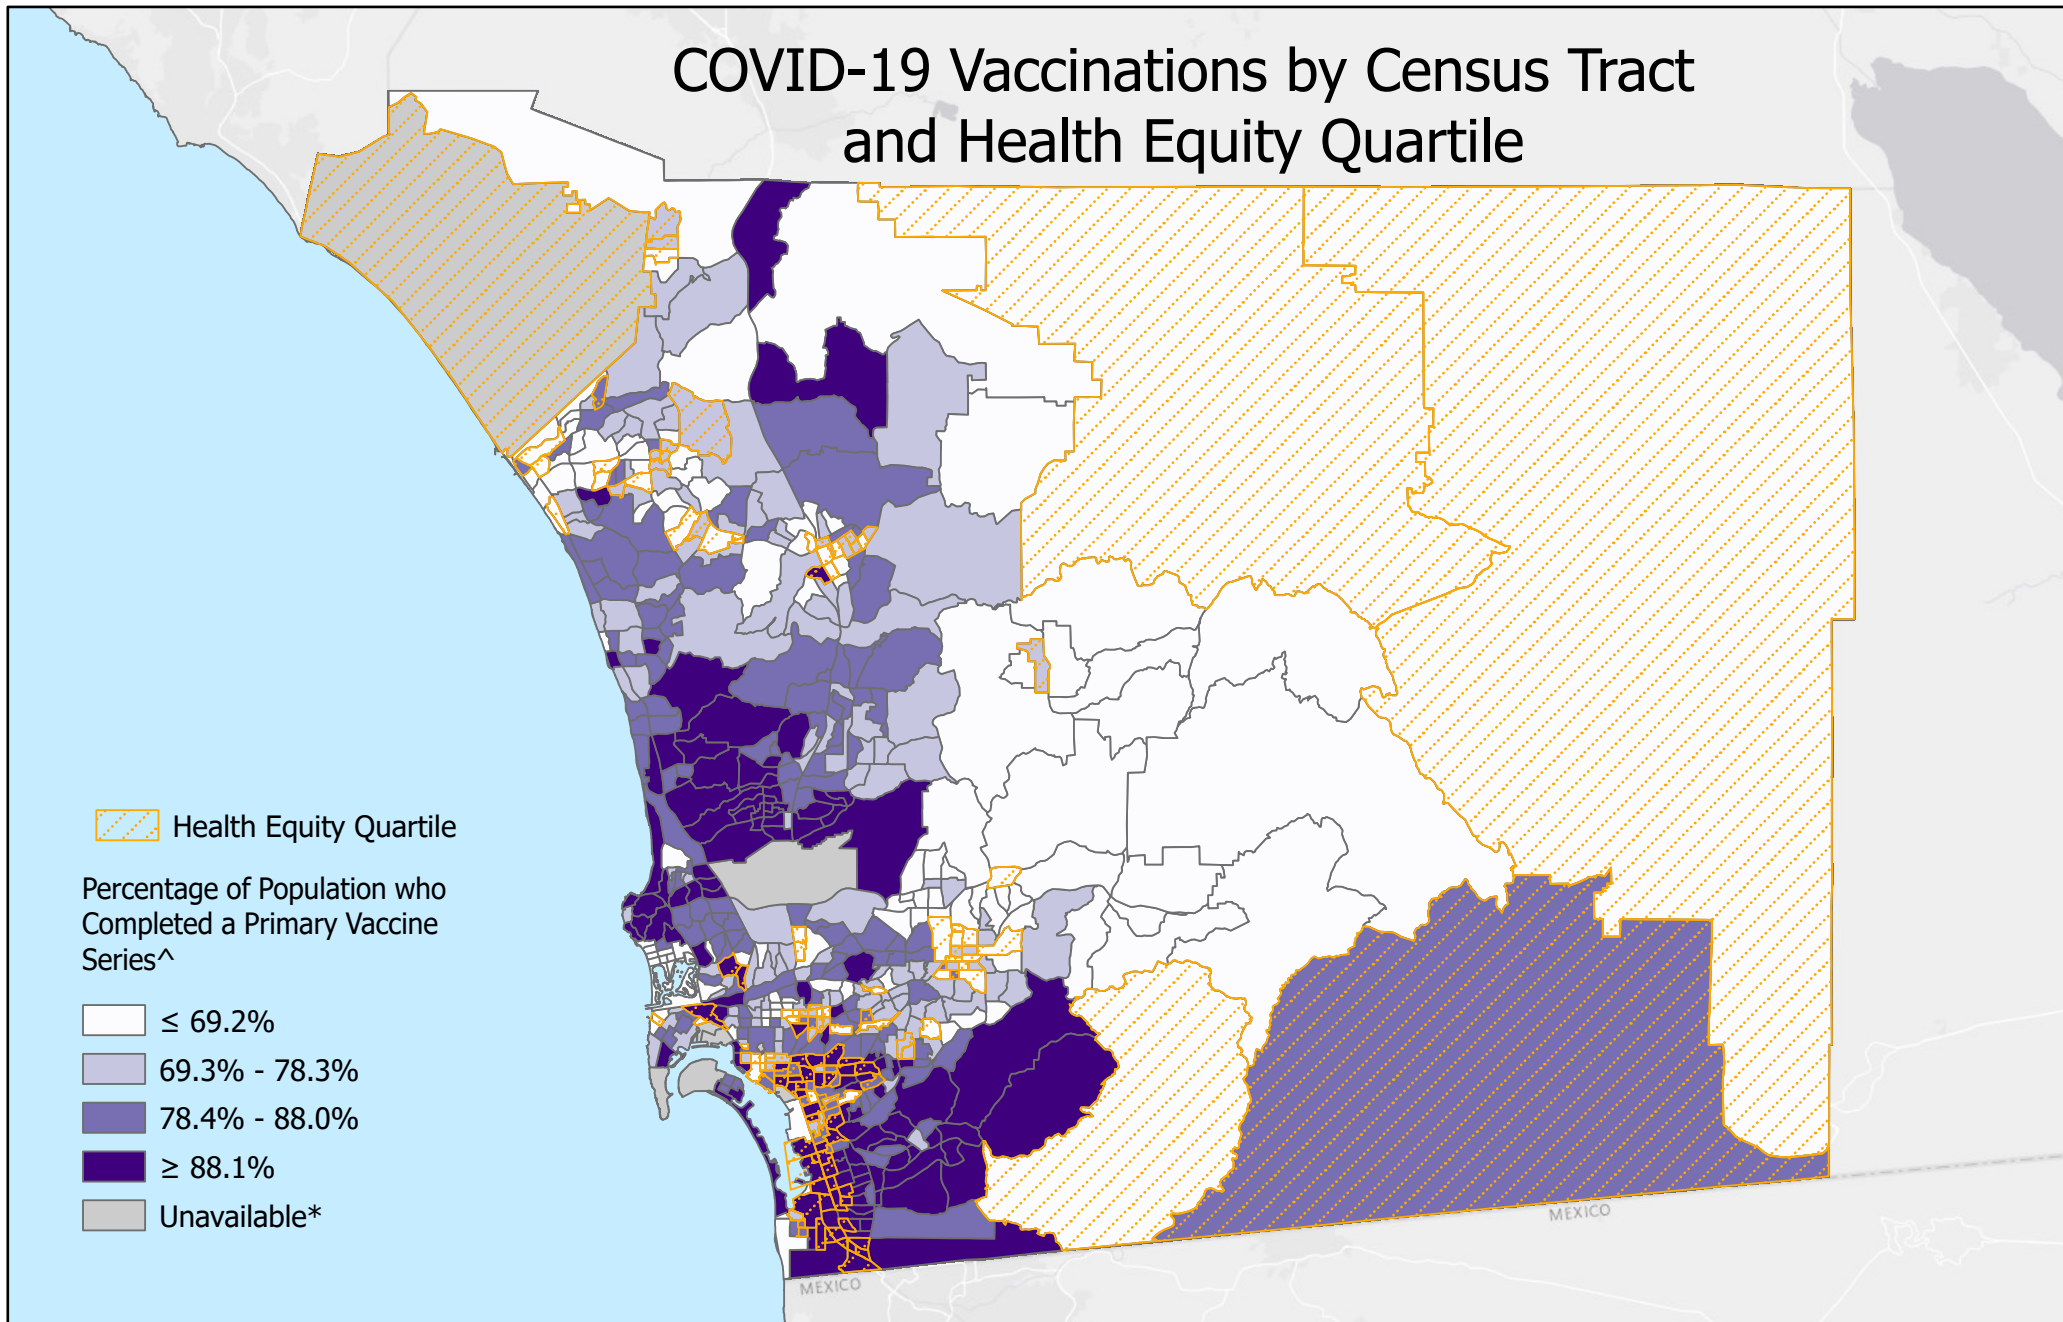 COVID-19 Vaccinations by Census Tract
and Health Equity Quartile
Health Equity Quartile
Percentage of Population who
Completed a Primary Vaccine
Series^
≤ 69.2%
69.3% - 78.3%
78.4% - 88.0%
≥ 88.1%
Unavailable*
MEXICO
MEXICO